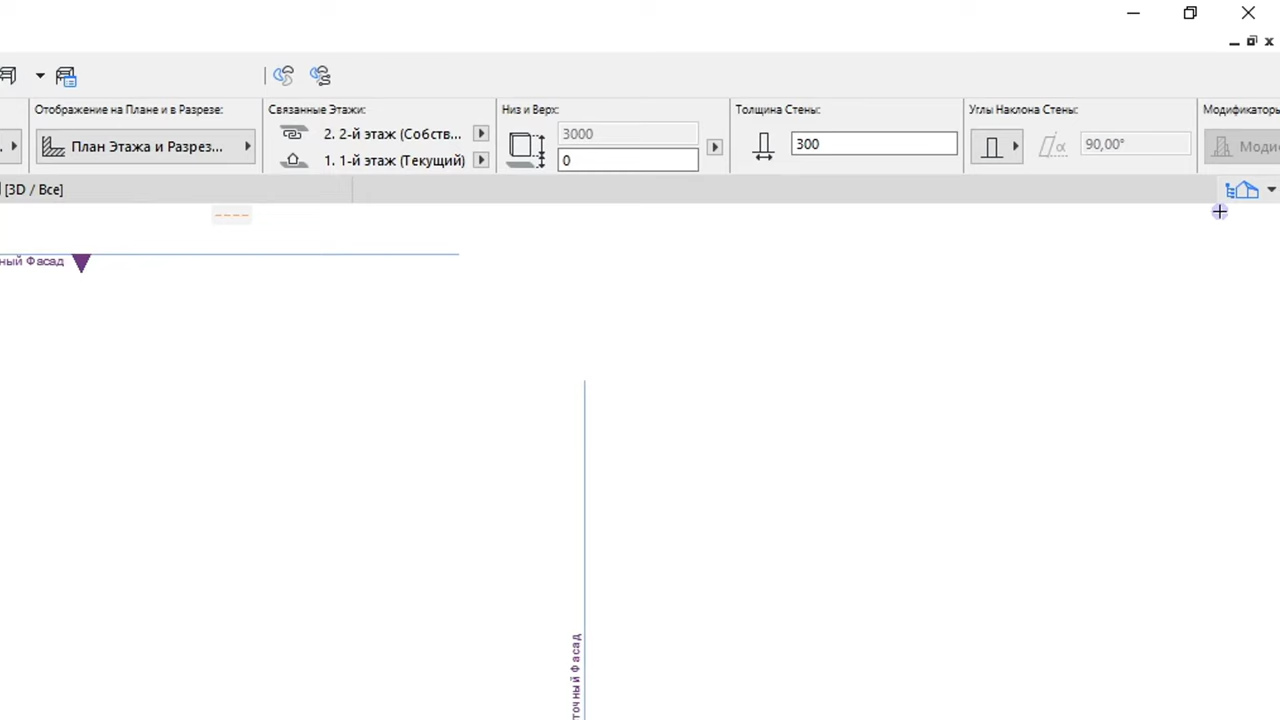 Отображение на Плане и в Разрезе:
Связанные Этажи:
Низ и Верх:
Толщина Стены:
Углы Наклона Стены:
Модификаторы
План Этажа и Разрез...
2. 2-й этаж (Собств...
1. 1-й этаж (Текущий)
3000
0
300
α
90,00°
[3D / Все]
ный Фасад
точный Фасад